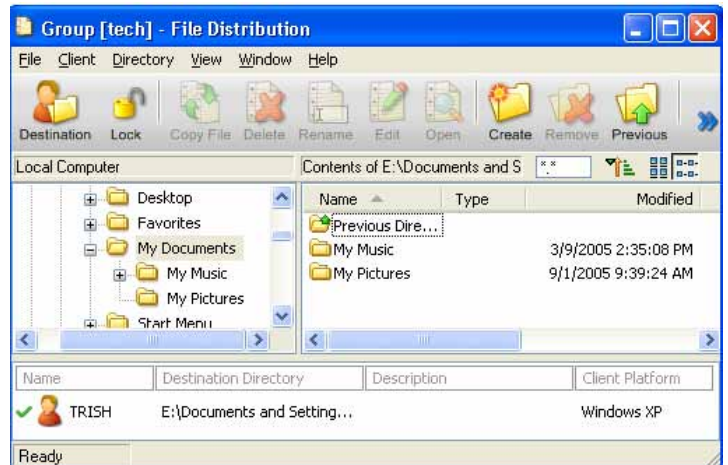 Group [tech] - File Distribution
File Client Directory View Window Help
Destination Lock Copy File Delete Rename Edit Open Create Remove Previous
Local Computer
Contents of E:\Documents and S
*.*
Desktop
Favorites
My Documents
My Music
My Pictures
Start Menu
Name Type Modified
Previous Dire...
My Music 3/9/2005 2:35:08 PM
My Pictures 9/1/2005 9:39:24 AM
Name Destination Directory Description Client Platform
TRISH E:\Documents and Setting... Windows XP
Ready